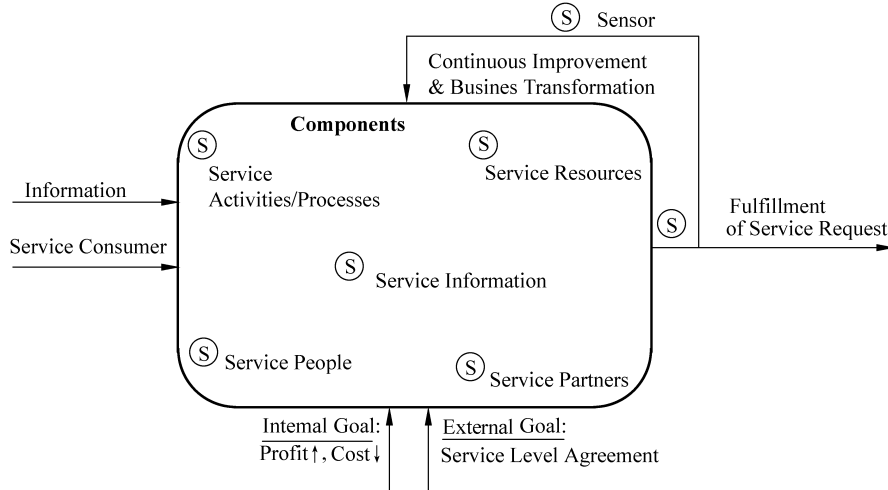 S Sensor
Continuous Improvement
& Busines Transformation
Components
S
S
Service
Activities/Processes
Service Resources
Information
Fulfillment
of Service Request
S
Service Consumer
S
Service Information
S
Service People
S
Service Partners
Internal Goal:
Profit↑, Cost↓
External Goal:
Service Level Agreement